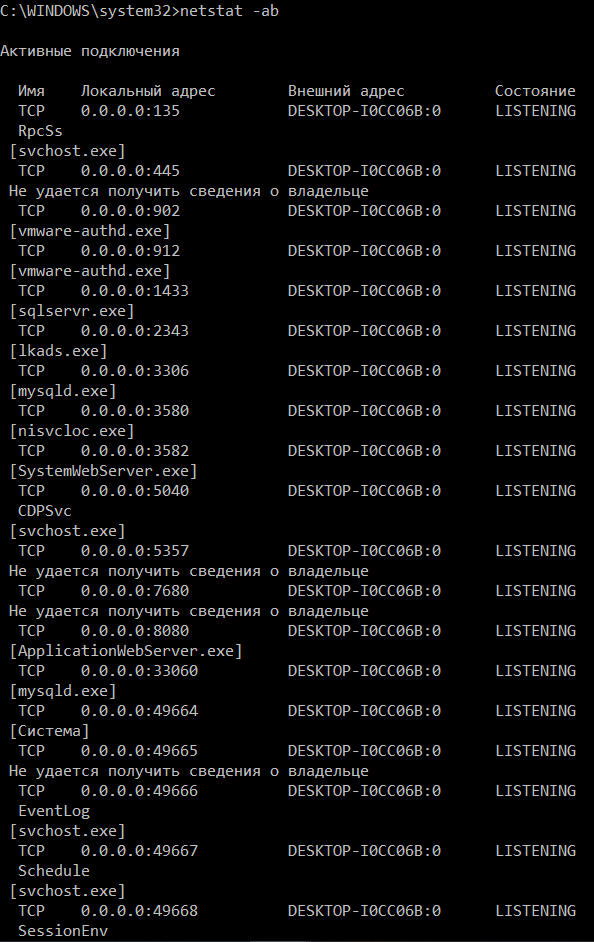 C:\WINDOWS\system32>netstat -ab
Активные подключения
Имя Локальный адрес Внешний адрес Состояние
TCP 0.0.0.0:135 DESKTOP-I0CC06B:0 LISTENING
RpcSs
[svchost.exe]
TCP 0.0.0.0:445 DESKTOP-I0CC06B:0 LISTENING
Не удается получить сведения о владельце
TCP 0.0.0.0:902 DESKTOP-I0CC06B:0 LISTENING
[vmware-authd.exe]
TCP 0.0.0.0:912 DESKTOP-I0CC06B:0 LISTENING
[vmware-authd.exe]
TCP 0.0.0.0:1433 DESKTOP-I0CC06B:0 LISTENING
[sqlservr.exe]
TCP 0.0.0.0:2343 DESKTOP-I0CC06B:0 LISTENING
[lkads.exe]
TCP 0.0.0.0:3306 DESKTOP-I0CC06B:0 LISTENING
[mysqld.exe]
TCP 0.0.0.0:3580 DESKTOP-I0CC06B:0 LISTENING
[nisvcloc.exe]
TCP 0.0.0.0:3582 DESKTOP-I0CC06B:0 LISTENING
[SystemWebServer.exe]
TCP 0.0.0.0:5040 DESKTOP-I0CC06B:0 LISTENING
CDPSvc
[svchost.exe]
TCP 0.0.0.0:5357 DESKTOP-I0CC06B:0 LISTENING
Не удается получить сведения о владельце
TCP 0.0.0.0:7680 DESKTOP-I0CC06B:0 LISTENING
Не удается получить сведения о владельце
TCP 0.0.0.0:8080 DESKTOP-I0CC06B:0 LISTENING
[ApplicationWebServer.exe]
TCP 0.0.0.0:33060 DESKTOP-I0CC06B:0 LISTENING
[mysqld.exe]
TCP 0.0.0.0:49664 DESKTOP-I0CC06B:0 LISTENING
[Система]
TCP 0.0.0.0:49665 DESKTOP-I0CC06B:0 LISTENING
Не удается получить сведения о владельце
TCP 0.0.0.0:49666 DESKTOP-I0CC06B:0 LISTENING
EventLog
[svchost.exe]
TCP 0.0.0.0:49667 DESKTOP-I0CC06B:0 LISTENING
Schedule
[svchost.exe]
TCP 0.0.0.0:49668 DESKTOP-I0CC06B:0 LISTENING
SessionEnv